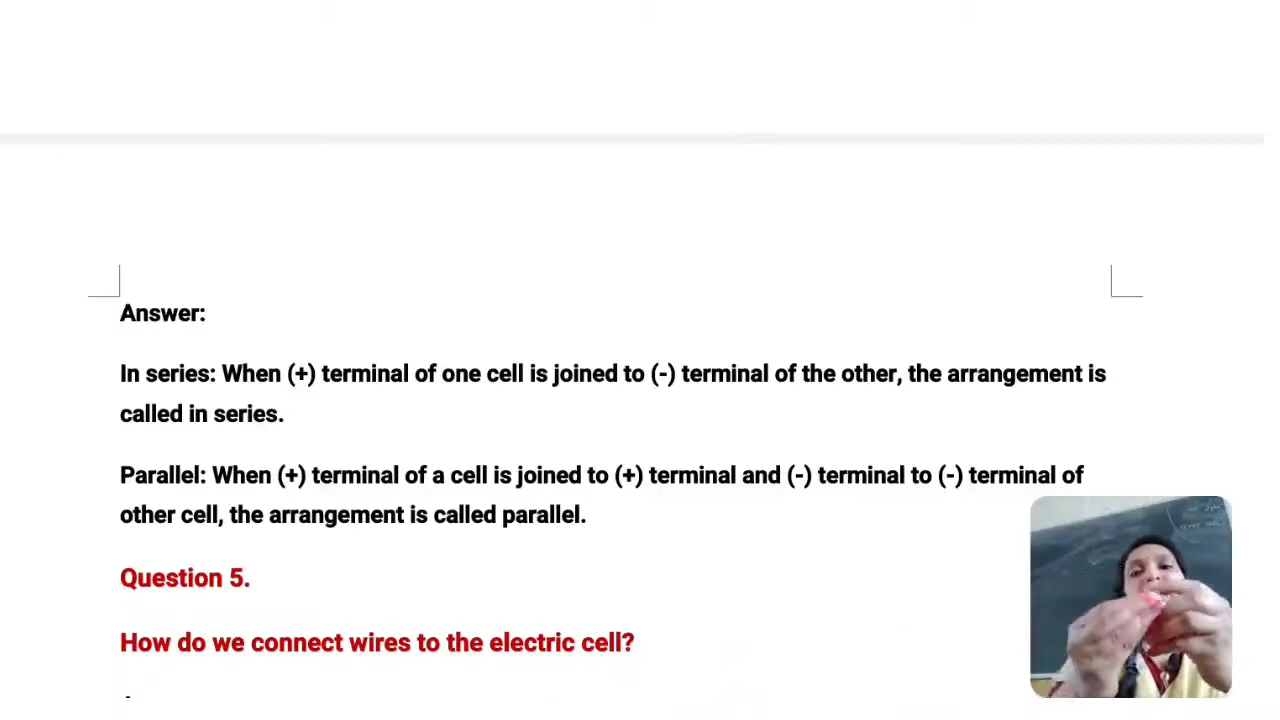 Answer:
In series: When (+) terminal of one cell is joined to (-) terminal of the other, the arrangement is
called in series.
Parallel: When (+) terminal of a cell is joined to (+) terminal and (-) terminal to (-) terminal of
other cell, the arrangement is called parallel.
Question 5.
How do we connect wires to the electric cell?